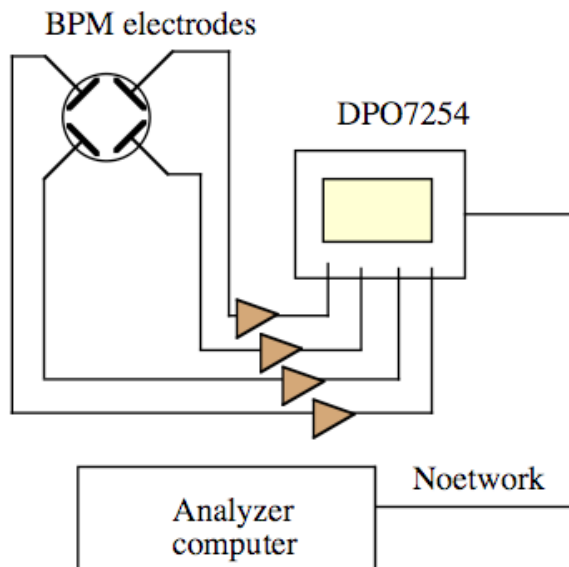 BPM electrodes
DPO7254
Noetwork
Analyzer
computer